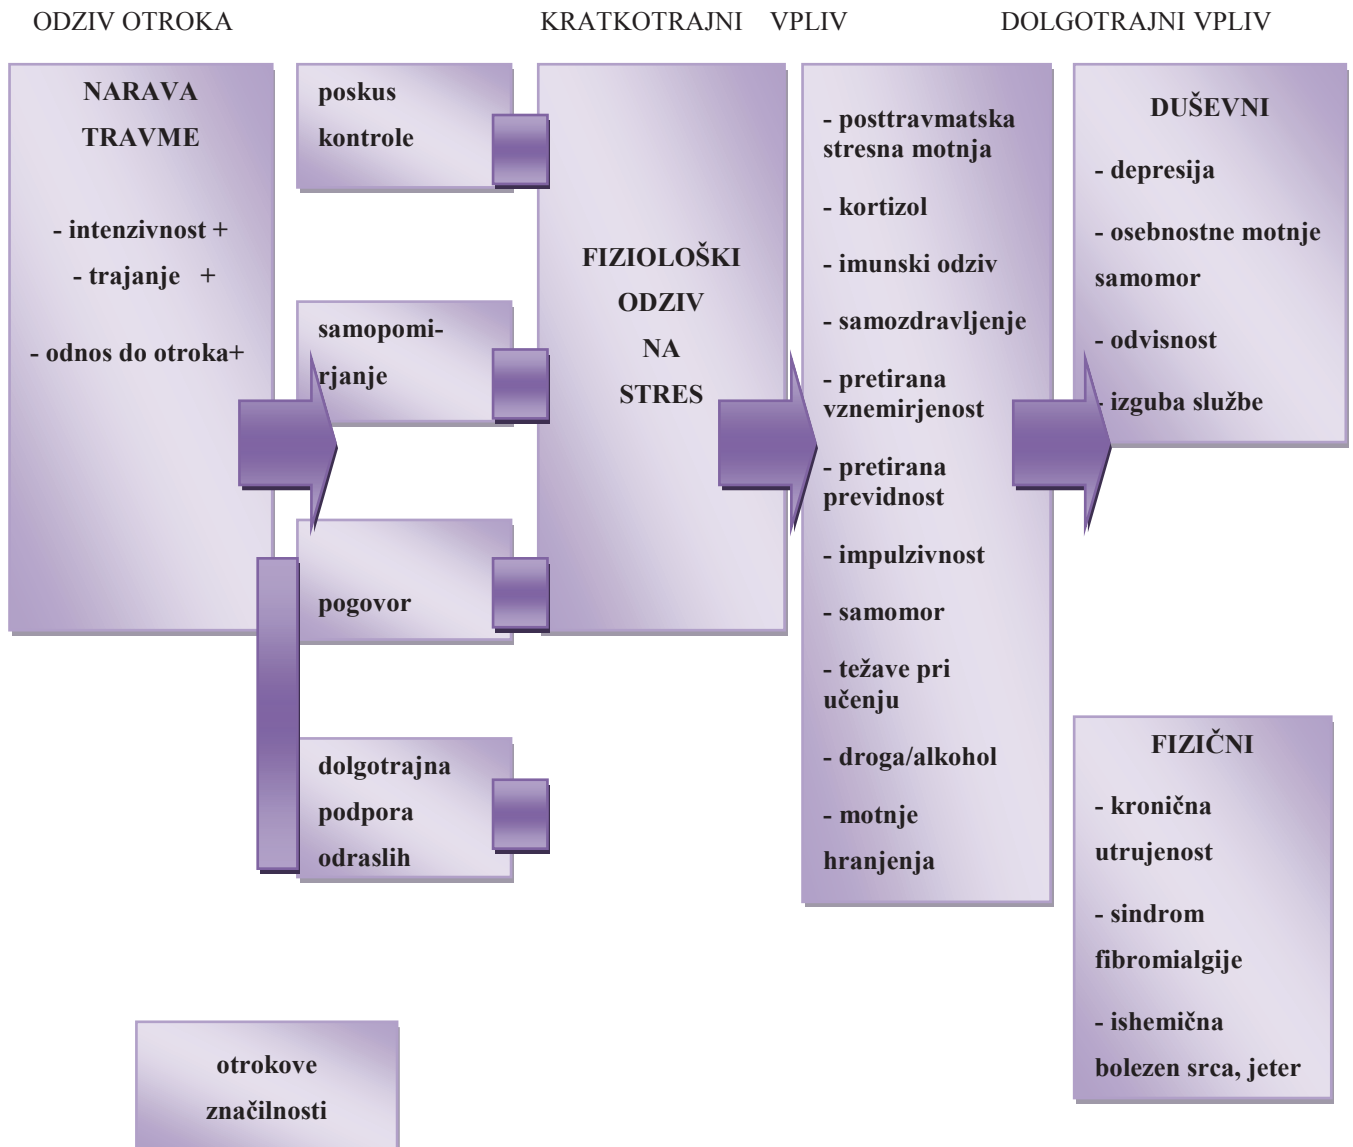 ODZIV OTROKA
KRATKOTRAJNI VPLIV
DOLGOTRAJNI VPLIV
NARAVA
TRAVME
- intenzivnost +
- trajanje +
- odnos do otroka+
poskus
kontrole
samopomi-
rjanje
pogovor
dolgotrajna
podpora
odraslih
FIZIOLOŠKI
ODZIV
NA
STRES
- posttravmatska
stresna motnja
- kortizol
- imunski odziv
- samozdravljenje
- pretirana
vznemirjenost
- pretirana
previdnost
- impulzivnost
- samomor
- težave pri
učenju
- droga/alkohol
- motnje
hranjenja
DUŠEVNI
- depresija
- osebnostne motnje
samomor
- odvisnost
- izguba službe
FIZIČNI
- kronična
utrujenost
- sindrom
fibromialgije
- ishemična
bolezen srca, jeter
otrokove
značilnosti